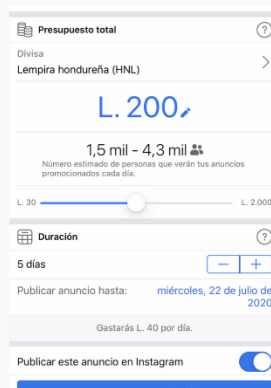 Presupuesto total ?
Divisa
Lempira hondureña (HNL)
L. 200
1,5 mil - 4,3 mil
Número estimado de personas que verán tus anuncios
promocionados cada día.
L. 30 L. 2.000
Duración ?
5 días - +
Publicar anuncio hasta: miércoles, 22 de julio de
2020
Gastarás L. 40 por día.
Publicar este anuncio en Instagram